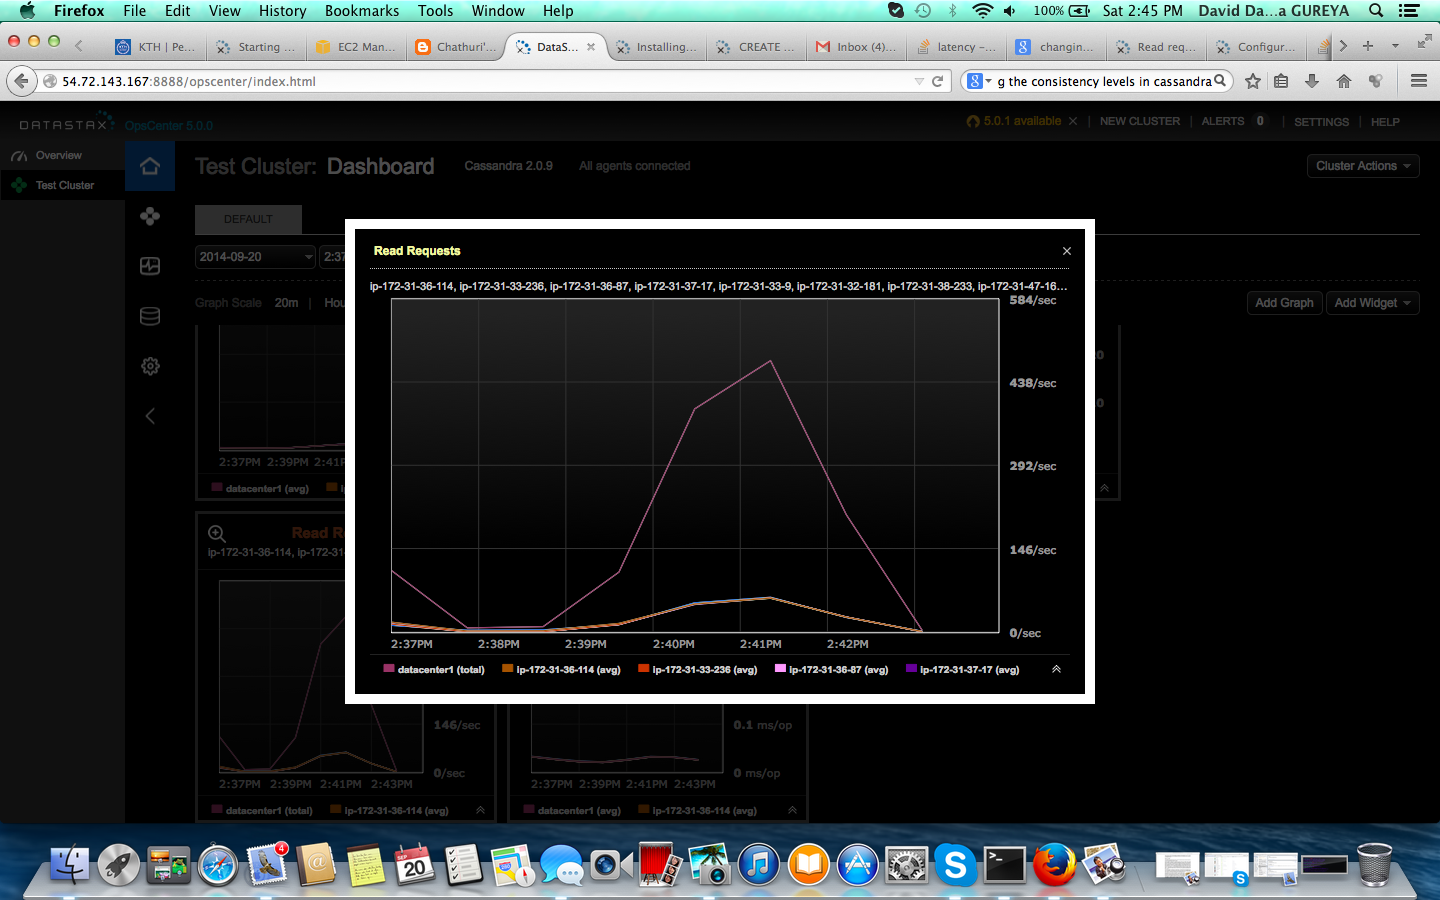 Firefox File Edit View History Bookmarks Tools Window Help 100% Sat 2:45 PM David Da...a GUREYA
KTH | Pe... Starting ... EC2 Man... Chathuri'... DataS... Installing... CREATE ... Inbox (4)... latency -... changin... Read req... Configur...
54.72.143.167:8888/opscenter/index.html g the consistency levels in cassandra
DATASTAX OpsCenter 5.0.0 5.0.1 available × | NEW CLUSTER | ALERTS 0 | SETTINGS | HELP
Overview
Test Cluster
Test Cluster: Dashboard Cassandra 2.0.9 All agents connected Cluster Actions
DEFAULT
2014-09-20 2:37
Graph Scale 20m | Hou Add Graph Add Widget
Read Requests ×
ip-172-31-36-114, ip-172-31-33-236, ip-172-31-36-87, ip-172-31-37-17, ip-172-31-33-9, ip-172-31-32-181, ip-172-31-38-233, ip-172-31-47-16...
584/sec
438/sec
292/sec
146/sec
0/sec
2:37PM 2:38PM 2:39PM 2:40PM 2:41PM 2:42PM
datacenter1 (total) ip-172-31-36-114 (avg) ip-172-31-33-236 (avg) ip-172-31-36-87 (avg) ip-172-31-37-17 (avg)
2:37PM 2:39PM 2:41P
datacenter1 (avg)
Read R
ip-172-31-36-114, ip-172-31-
146/sec
0/sec
2:37PM 2:39PM 2:41PM 2:43PM
datacenter1 (total) ip-172-31-36-114 (avg)
0.1 ms/op
0 ms/op
2:37PM 2:39PM 2:41PM 2:43PM
datacenter1 (avg) ip-172-31-36-114 (avg)
4
SEP
20